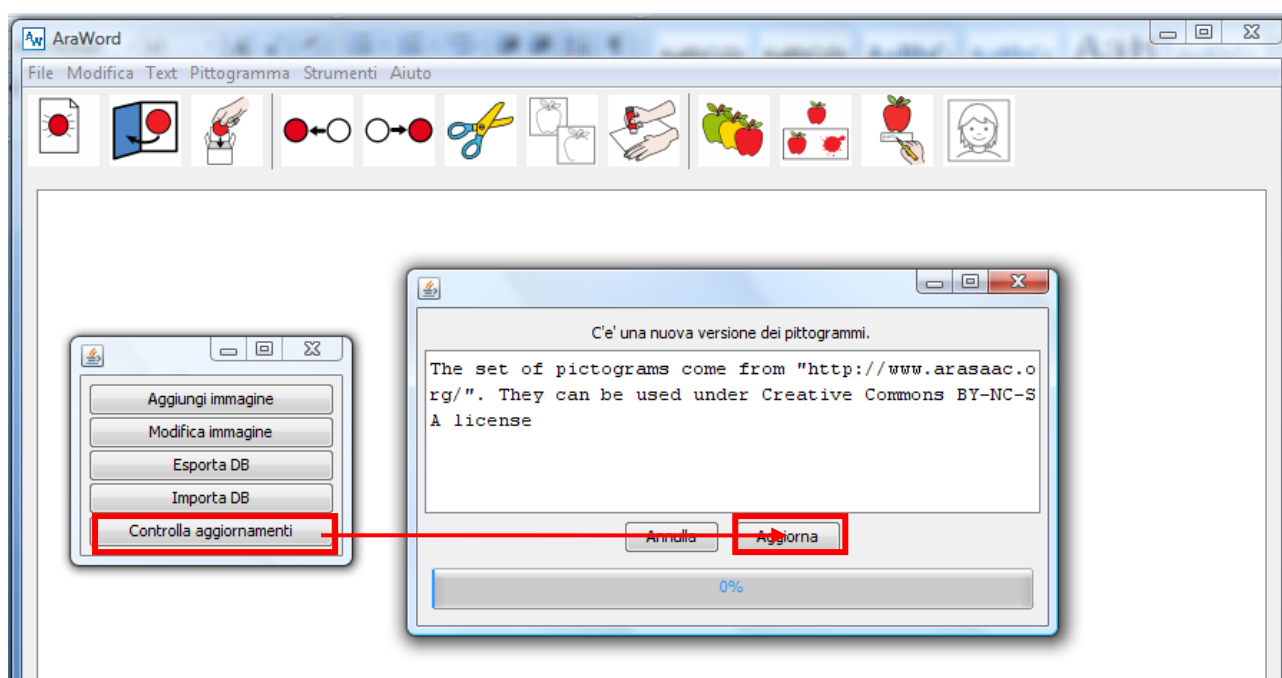 AraWord
File Modifica Text Pittogramma Strumenti Aiuto
C'e' una nuova versione dei pittogrammi.
The set of pictograms come from "http://www.arasaac.o
rg/". They can be used under Creative Commons BY-NC-S
A license
Aggiungi immagine
Modifica immagine
Esporta DB
Importa DB
Controlla aggiornamenti
Annulla Aggiorna
0%